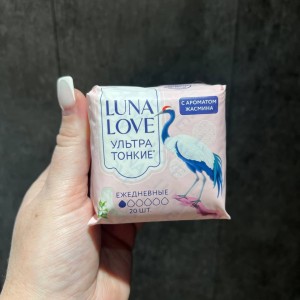 LUNA
LOVE
УЛЬТРА
ТОНКИЕ*
С АРОМАТОМ
ЖАСМИНА
ЕЖЕДНЕВНЫЕ
20 ШТ.